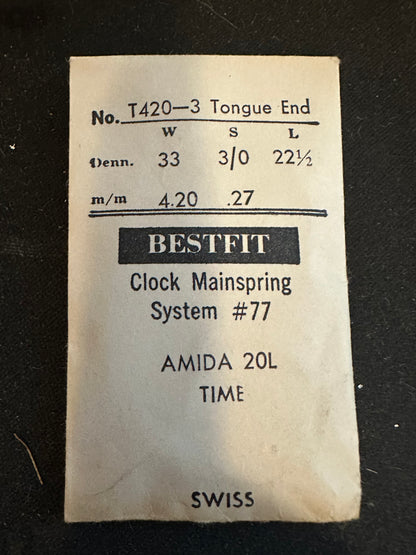 No. T420—3 Tongue End
W S L
Denn. 33 3/0 22½
m/m 4.20 .27
BESTFIT
Clock Mainspring
System #77
AMIDA 20L
TIME
SWISS